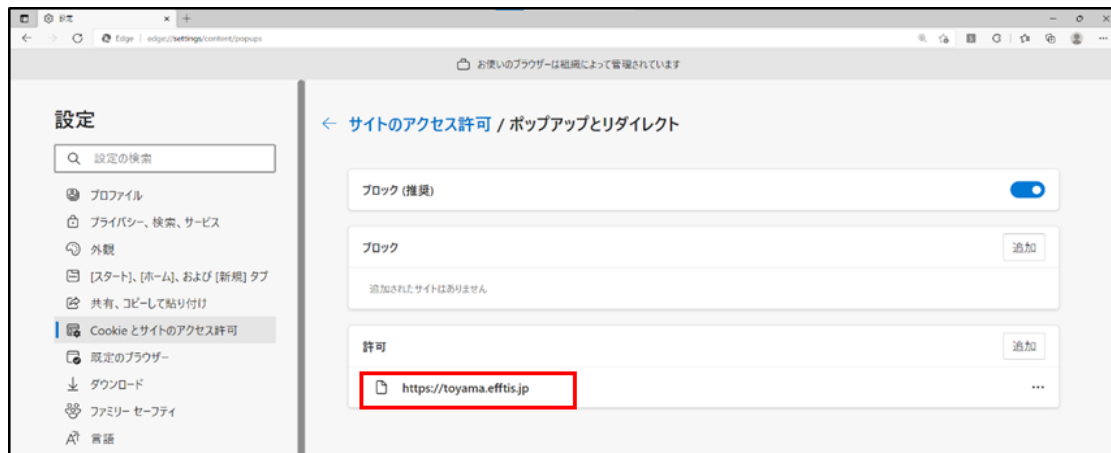 設定
Edge | edge://settings/content/popups
お使いのブラウザーは組織によって管理されています
設定
設定の検索
プロファイル
プライバシー、検索、サービス
外観
[スタート]、[ホーム]、および [新規] タブ
共有、コピーして貼り付け
Cookie とサイトのアクセス許可
既定のブラウザー
ダウンロード
ファミリー セーフティ
言語
サイトのアクセス許可 / ポップアップとリダイレクト
ブロック (推奨)
ブロック
追加
追加されたサイトはありません
許可
追加
https://toyama.efftis.jp